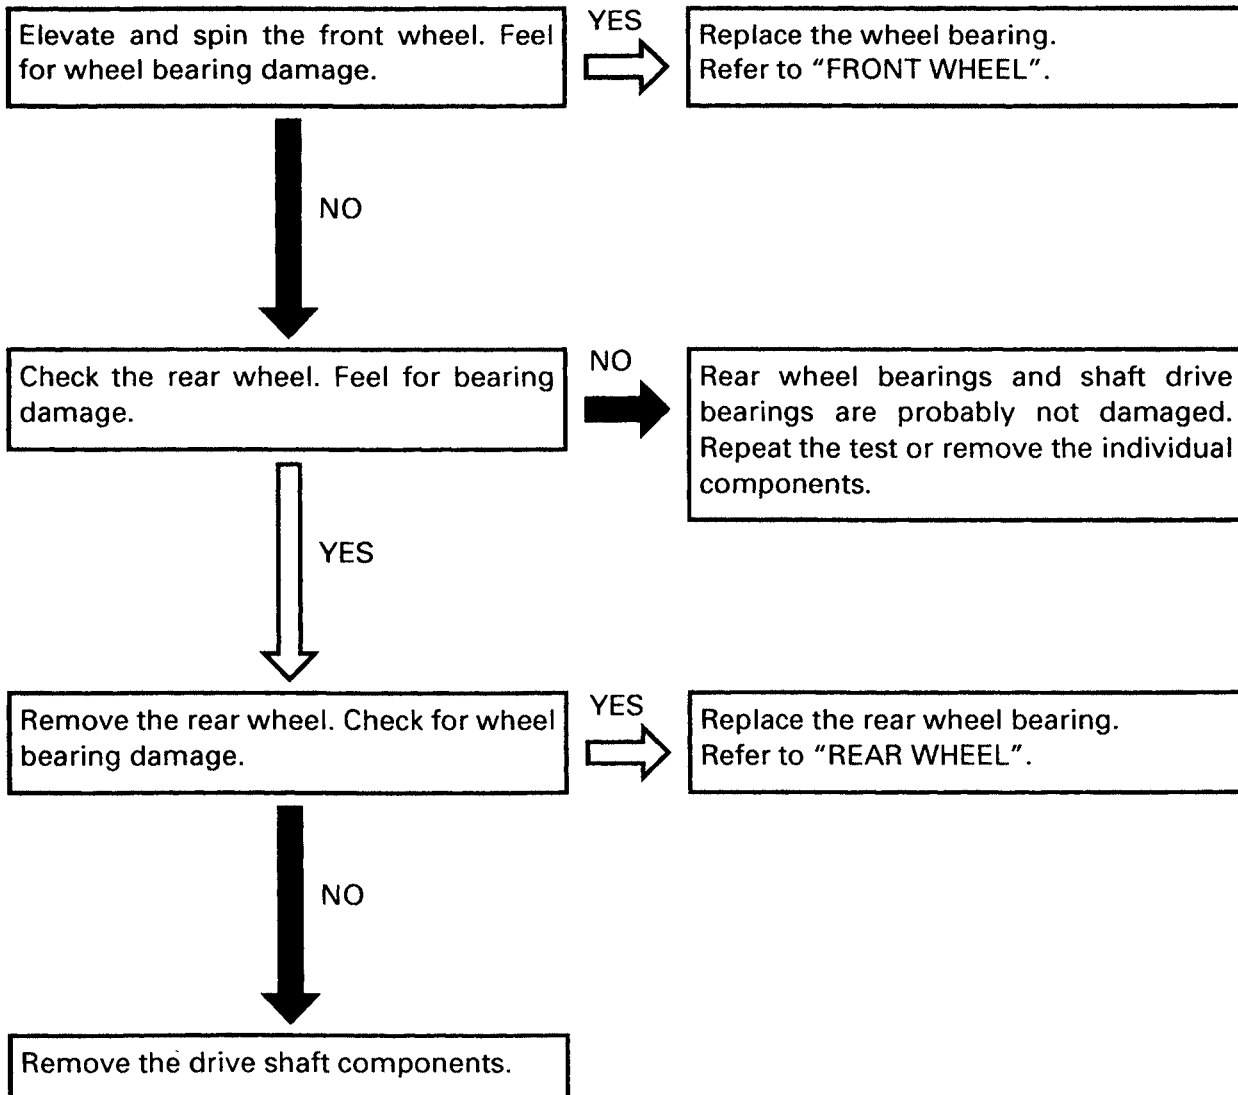 Elevate and spin the front wheel. Feel
for wheel bearing damage.
YES
Replace the wheel bearing.
Refer to “FRONT WHEEL”.
NO
Check the rear wheel. Feel for bearing
damage.
NO
Rear wheel bearings and shaft drive
bearings are probably not damaged.
Repeat the test or remove the individual
components.
YES
Remove the rear wheel. Check for wheel
bearing damage.
YES
Replace the rear wheel bearing.
Refer to “REAR WHEEL”.
NO
Remove the drive shaft components.